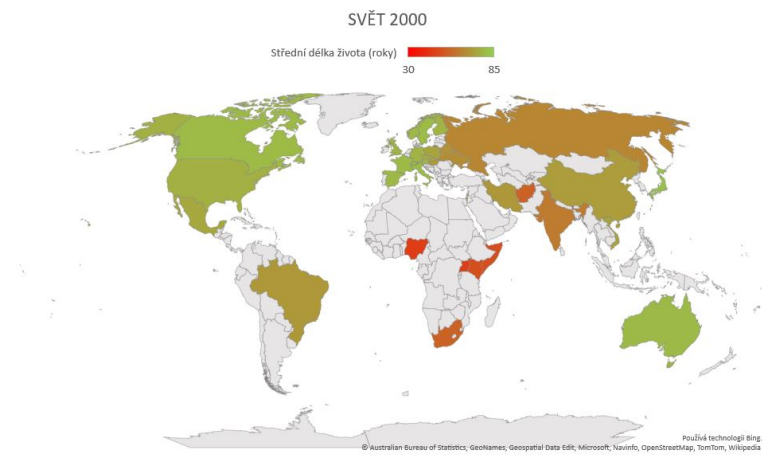 SVĚT 2000
Střední délka života (roky)
30 85
Používá technologii Bing.
© Australian Bureau of Statistics, GeoNames, Geospatial Data Edit, Microsoft, Navinfo, OpenStreetMap, TomTom, Wikipedia